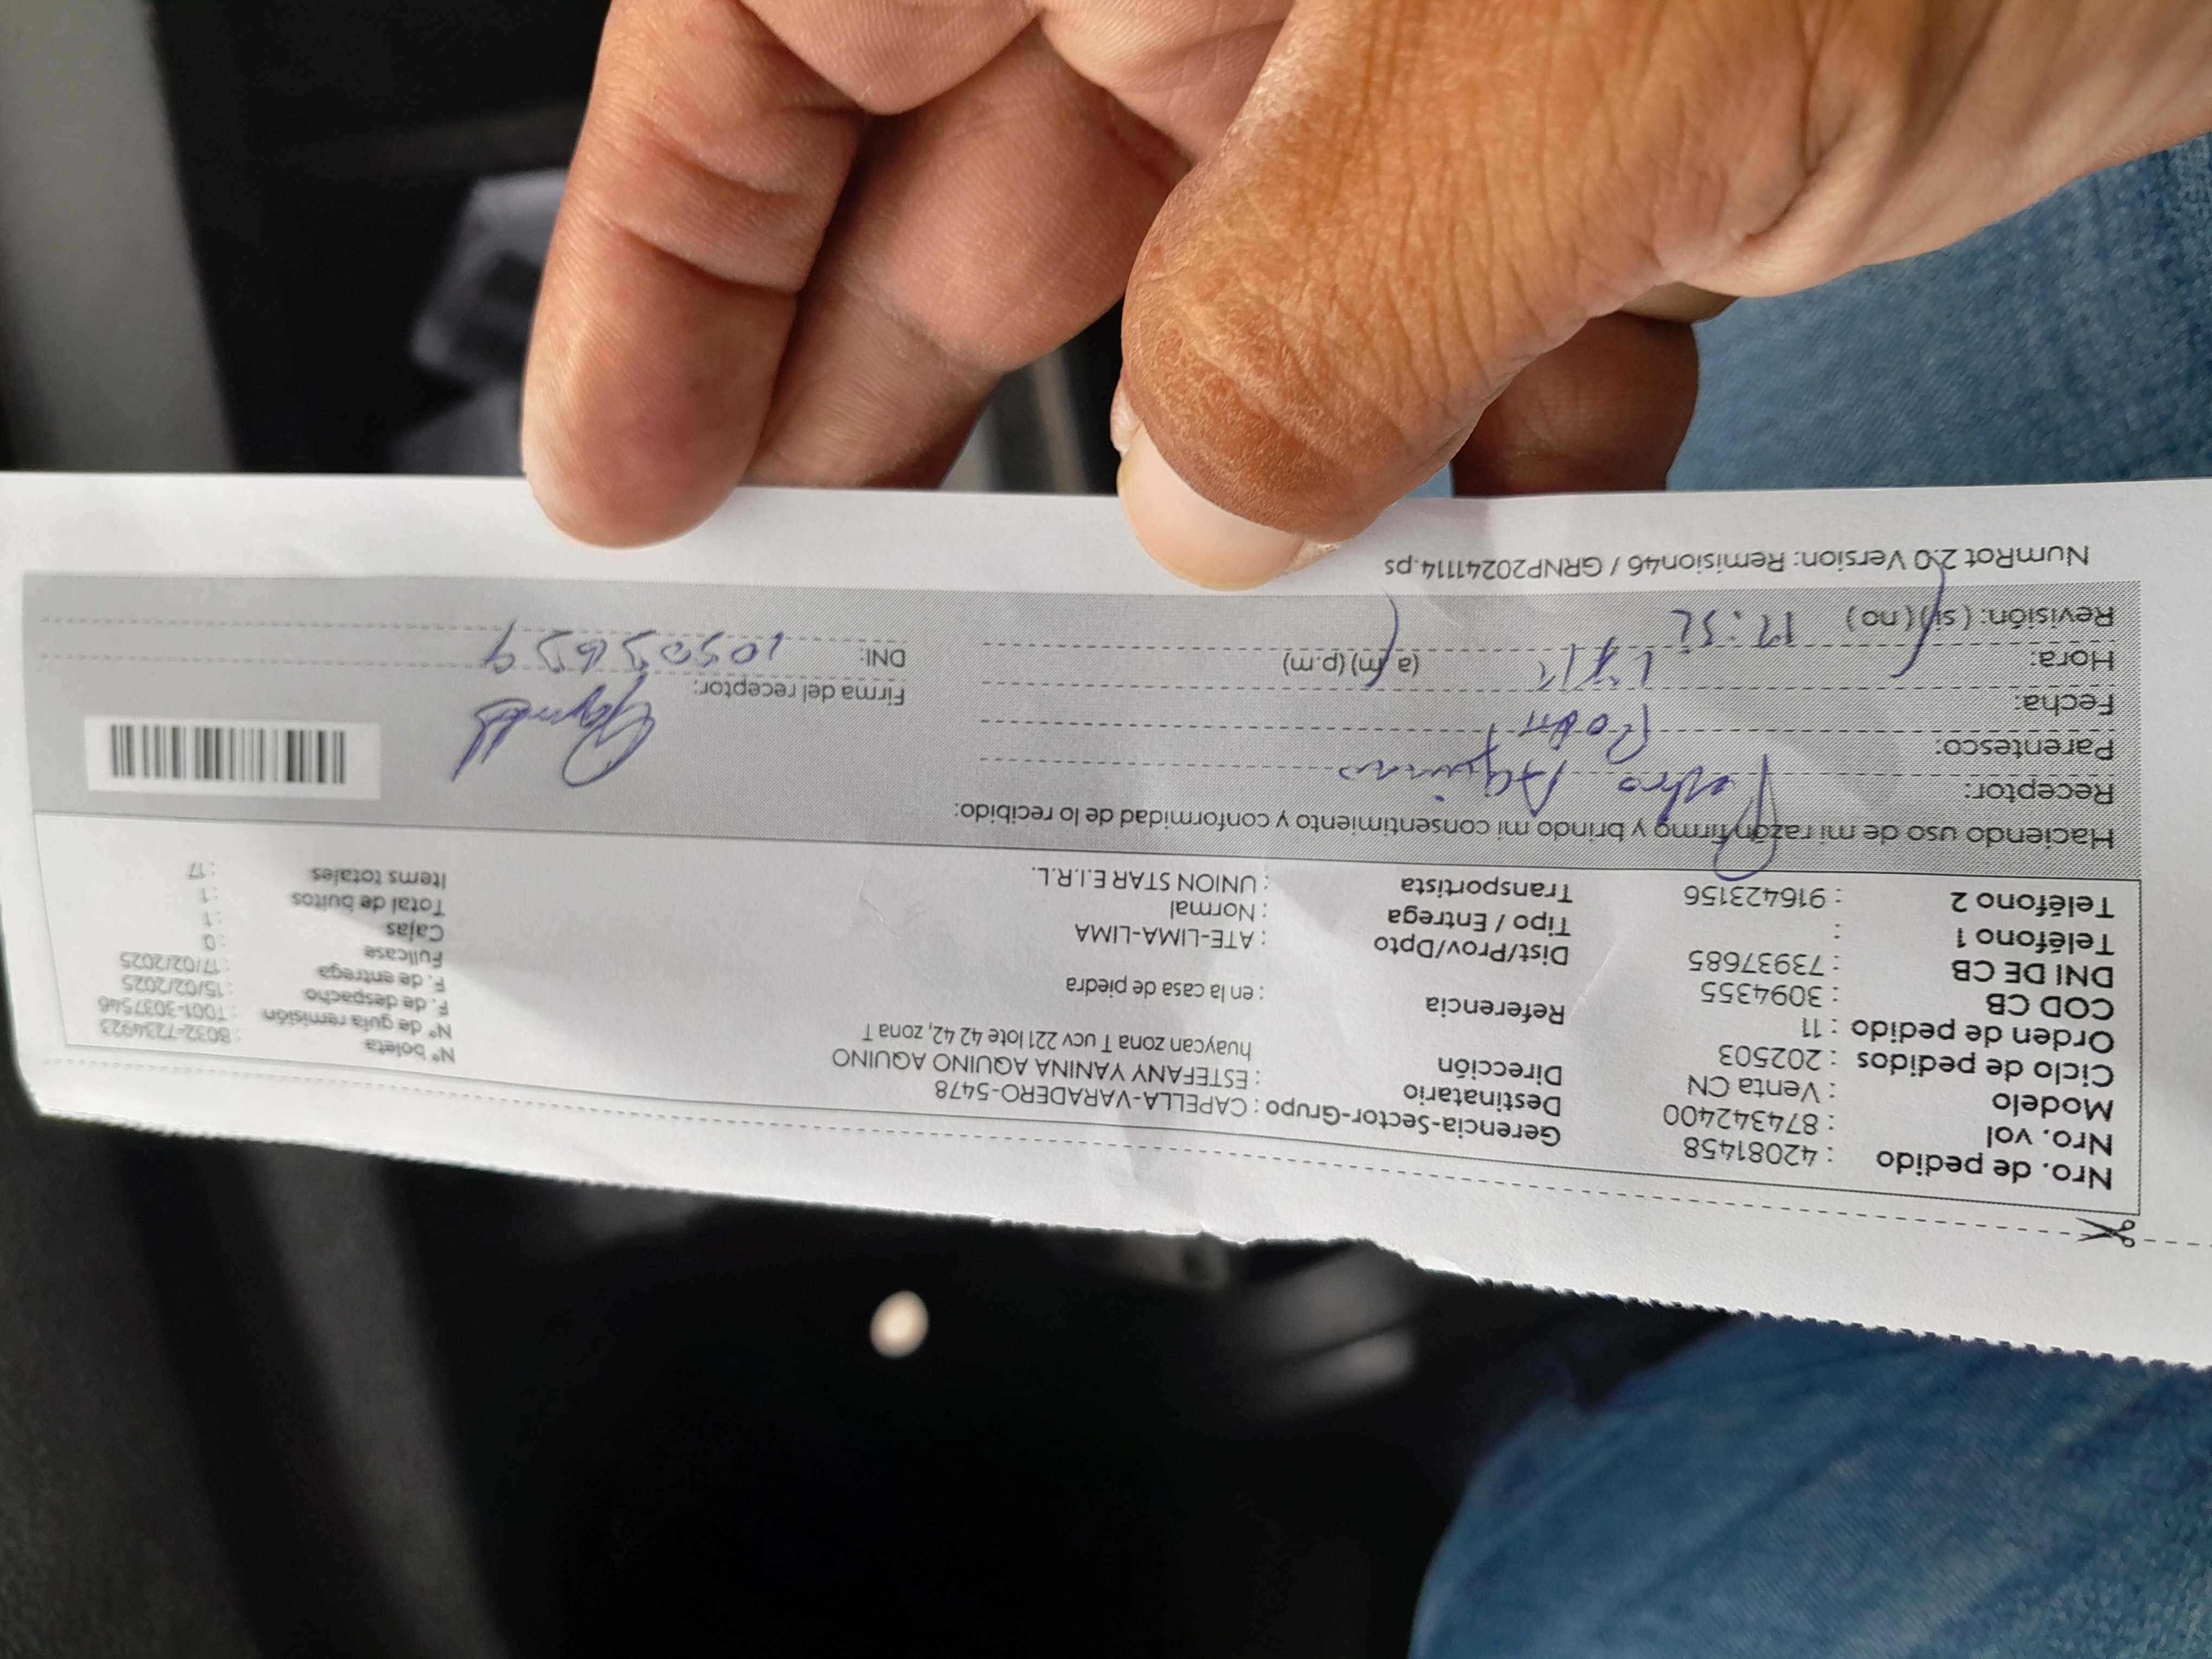 Nro. de pedido : 42081458
Nro. vol : 874342400
Modelo : Venta CN
Ciclo de pedidos : 202503
Orden de pedido : 11
COD CB : 3094355
DNI DE CB : 73937685
Teléfono 1 :
Teléfono 2 : 916423156
Gerencia-Sector-Grupo : CAPELLA-VARADERO-5478
Destinatario : ESTEFANY YANINA AQUINO AQUINO
Dirección huaycan zona T ucv 221 lote 42 42, zona T
Referencia : en la casa de piedra
Dist/Prov/Dpto : ATE-LIMA-LIMA
Tipo / Entrega : Normal
Transportista : UNION STAR E.I.R.L.
N° boleta : B032-7234923
N° de guía remisión : T001-3037546
F. de despacho : 15/02/2025
F. de entrega : 17/02/2025
Fullcase : 0
Cajas : 1
Total de bultos : 1
Items totales : 17
Haciendo uso de mi razón firmo y brindo mi consentimiento y conformidad de lo recibido:
Receptor: Pedro Aquino
Parentesco:
Fecha:
Hora: (a.m) (p.m)
Revisión: (si) (no)
Firma del receptor:
DNI:
NumRot 2.0 Version: Remision46 / GRNP20241114.ps